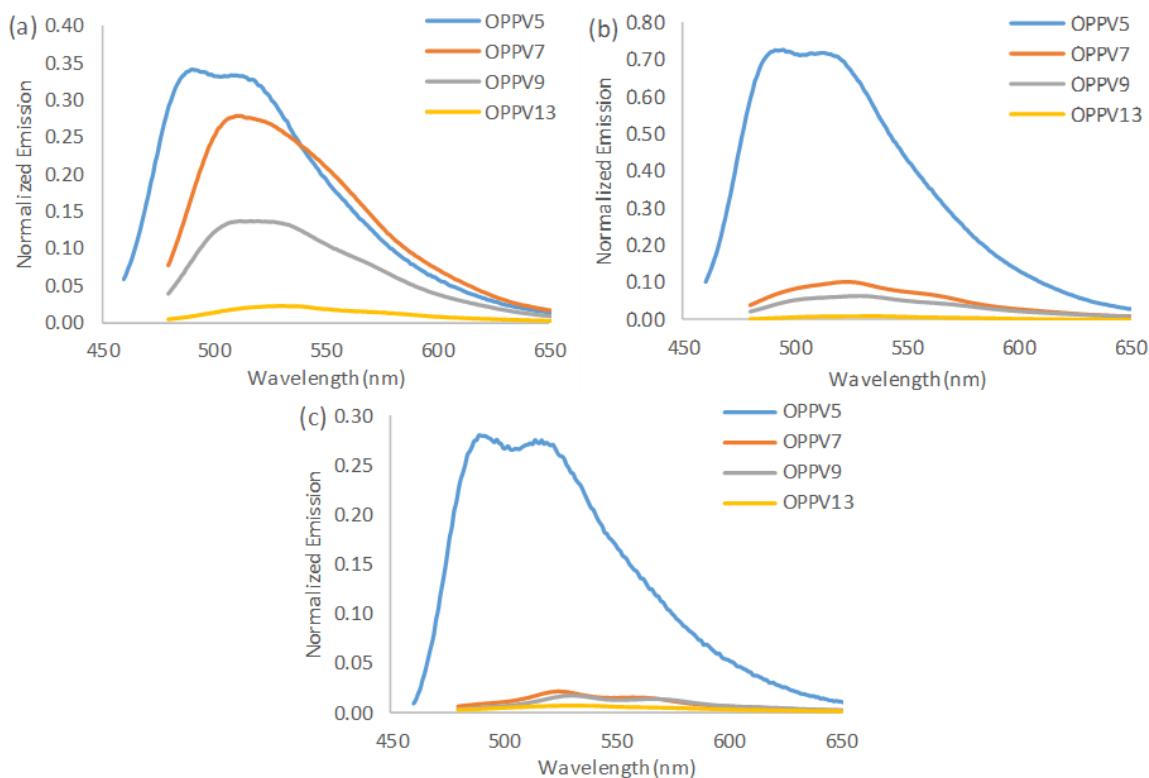 (a)
OPPV5
OPPV7
OPPV9
OPPV13
Normalized Emission
0.40
0.35
0.30
0.25
0.20
0.15
0.10
0.05
0.00
450 500 550 600 650
Wavelength (nm)
(b)
OPPV5
OPPV7
OPPV9
OPPV13
Normalized Emission
0.80
0.70
0.60
0.50
0.40
0.30
0.20
0.10
0.00
450 500 550 600 650
Wavelength (nm)
(c)
OPPV5
OPPV7
OPPV9
OPPV13
Normalized Emission
0.30
0.25
0.20
0.15
0.10
0.05
0.00
450 500 550 600 650
Wavelength (nm)